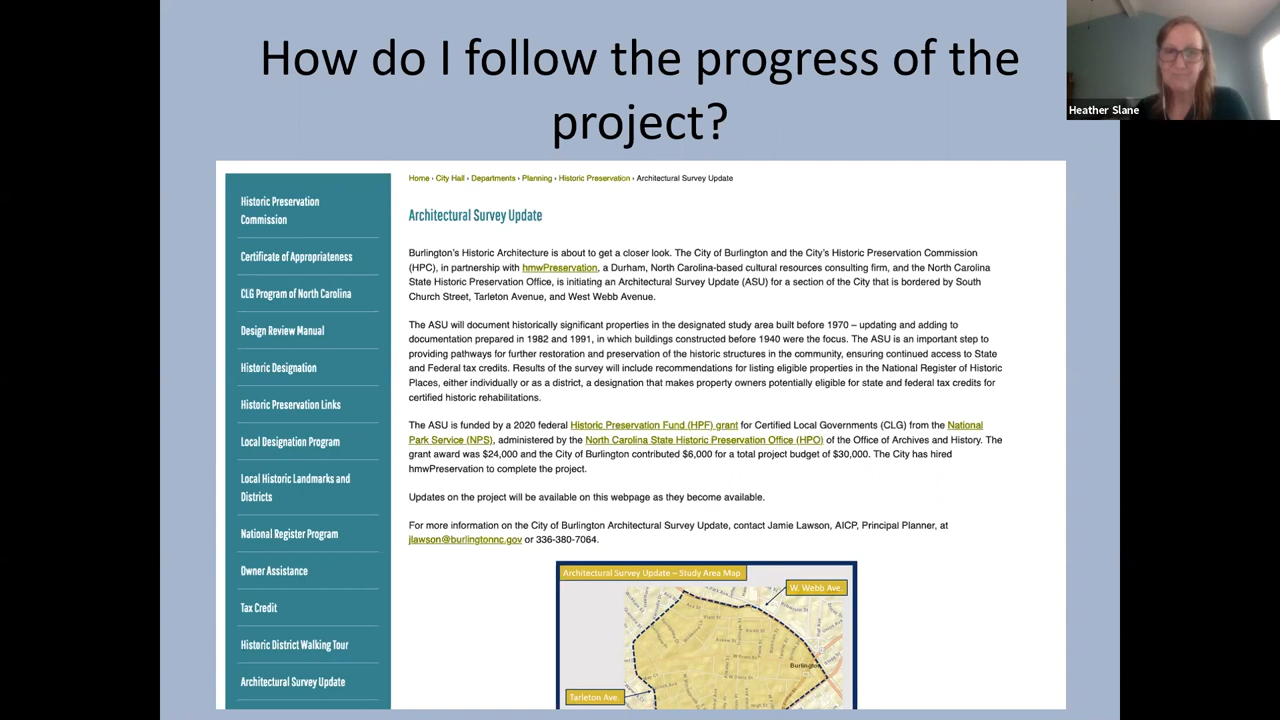 How do I follow the progress of the
project?
Heather Slane
Historic Preservation
Commission
Certificate of Appropriateness
CLG Program of North Carolina
Design Review Manual
Historic Designation
Historic Preservation Links
Local Designation Program
Local Historic Landmarks and
Districts
National Register Program
Owner Assistance
Tax Credit
Historic District Walking Tour
Architectural Survey Update
Home › City Hall › Departments › Planning › Historic Preservation › Architectural Survey Update
Architectural Survey Update
Burlington's Historic Architecture is about to get a closer look. The City of Burlington and the City's Historic Preservation Commission
(HPC), in partnership with hmwPreservation, a Durham, North Carolina-based cultural resources consulting firm, and the North Carolina
State Historic Preservation Office, is initiating an Architectural Survey Update (ASU) for a section of the City that is bordered by South
Church Street, Tarleton Avenue, and West Webb Avenue.
The ASU will document historically significant properties in the designated study area built before 1970 – updating and adding to
documentation prepared in 1982 and 1991, in which buildings constructed before 1940 were the focus. The ASU is an important step to
providing pathways for further restoration and preservation of the historic structures in the community, ensuring continued access to State
and Federal tax credits. Results of the survey will include recommendations for listing eligible properties in the National Register of Historic
Places, either individually or as a district, a designation that makes property owners potentially eligible for state and federal tax credits for
certified historic rehabilitations.
The ASU is funded by a 2020 federal Historic Preservation Fund (HPF) grant for Certified Local Governments (CLG) from the National
Park Service (NPS), administered by the North Carolina State Historic Preservation Office (HPO) of the Office of Archives and History. The
grant award was $24,000 and the City of Burlington contributed $6,000 for a total project budget of $30,000. The City has hired
hmwPreservation to complete the project.
Updates on the project will be available on this webpage as they become available.
For more information on the City of Burlington Architectural Survey Update, contact Jamie Lawson, AICP, Principal Planner, at
jlawson@burlingtonnc.gov or 336-380-7064.
Architectural Survey Update – Study Area Map
W. Webb Ave.
Burlington
Tarleton Ave.